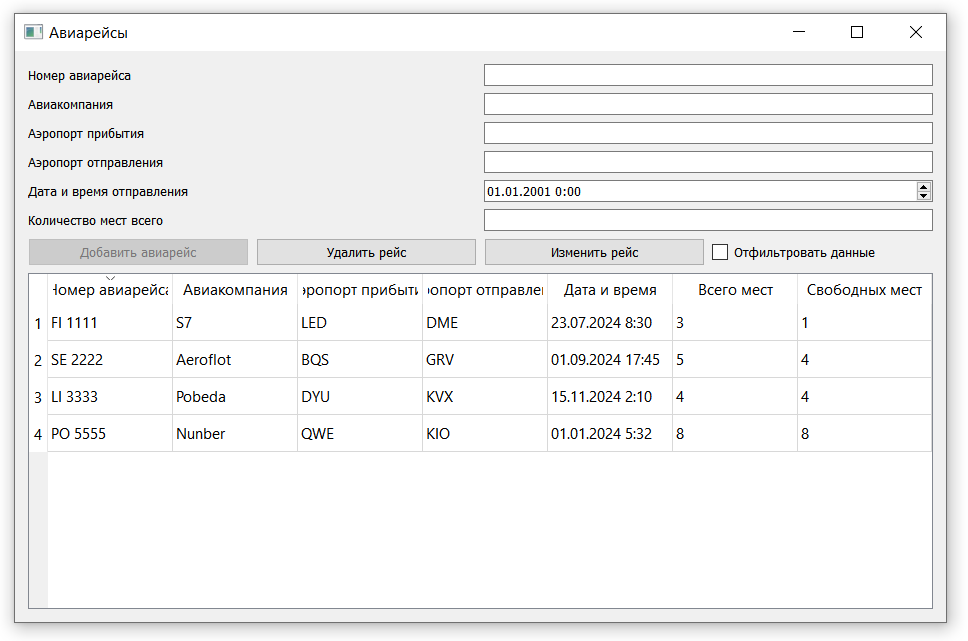 Авиарейсы
Номер авиарейса
Авиакомпания
Аэропорт прибытия
Аэропорт отправления
Дата и время отправления 01.01.2001 0:00
Количество мест всего
Добавить авиарейс Удалить рейс Изменить рейс Отфильтровать данные
Номер авиарейса Авиакомпания эропорт прибыти опорт отправлен Дата и время Всего мест Свободных мест
1 FI 1111 S7 LED DME 23.07.2024 8:30 3 1
2 SE 2222 Aeroflot BQS GRV 01.09.2024 17:45 5 4
3 LI 3333 Pobeda DYU KVX 15.11.2024 2:10 4 4
4 PO 5555 Nunber QWE KIO 01.01.2024 5:32 8 8